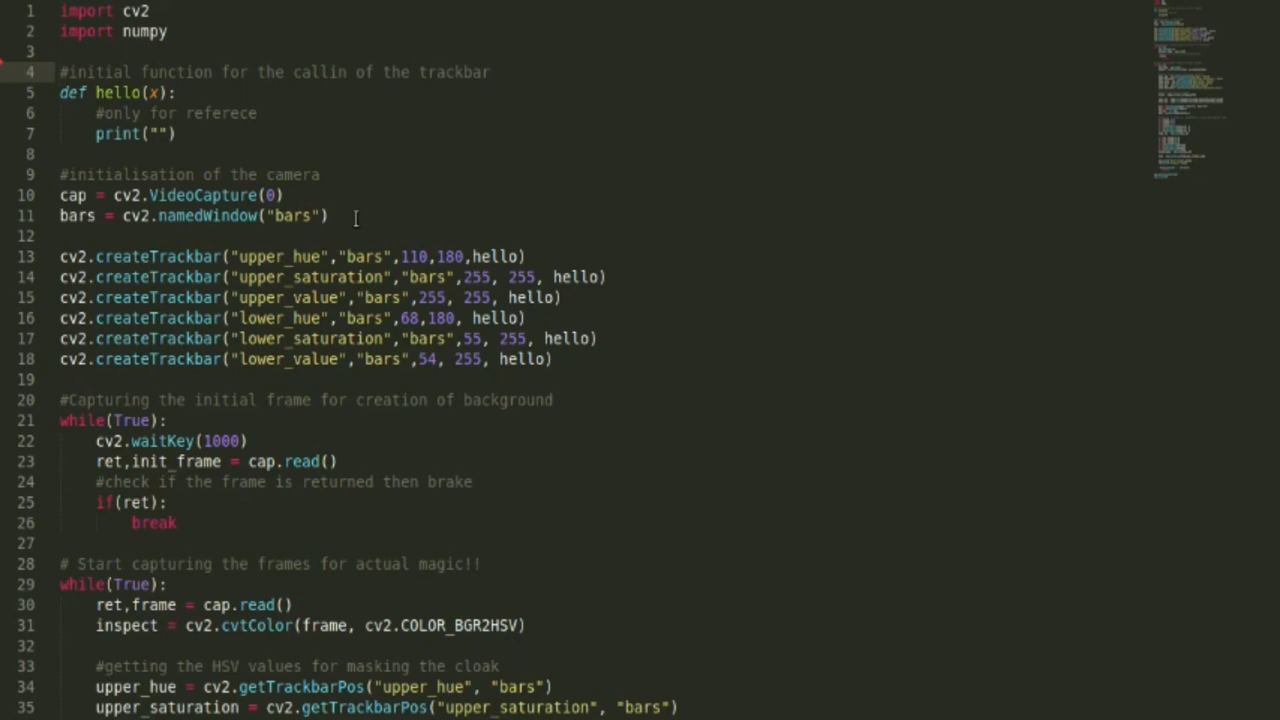 1 import cv2
2 import numpy
3
4 #initial function for the callin of the trackbar
5 def hello(x):
6     #only for referece
7     print("")
8
9 #initialisation of the camera
10 cap = cv2.VideoCapture(0)
11 bars = cv2.namedWindow("bars")
12
13 cv2.createTrackbar("upper_hue","bars",110,180,hello)
14 cv2.createTrackbar("upper_saturation","bars",255, 255, hello)
15 cv2.createTrackbar("upper_value","bars",255, 255, hello)
16 cv2.createTrackbar("lower_hue","bars",68,180, hello)
17 cv2.createTrackbar("lower_saturation","bars",55, 255, hello)
18 cv2.createTrackbar("lower_value","bars",54, 255, hello)
19
20 #Capturing the initial frame for creation of background
21 while(True):
22     cv2.waitKey(1000)
23     ret,init_frame = cap.read()
24     #check if the frame is returned then brake
25     if(ret):
26         break
27
28 # Start capturing the frames for actual magic!!
29 while(True):
30     ret,frame = cap.read()
31     inspect = cv2.cvtColor(frame, cv2.COLOR_BGR2HSV)
32
33     #getting the HSV values for masking the cloak
34     upper_hue = cv2.getTrackbarPos("upper_hue", "bars")
35     upper_saturation = cv2.getTrackbarPos("upper_saturation", "bars")